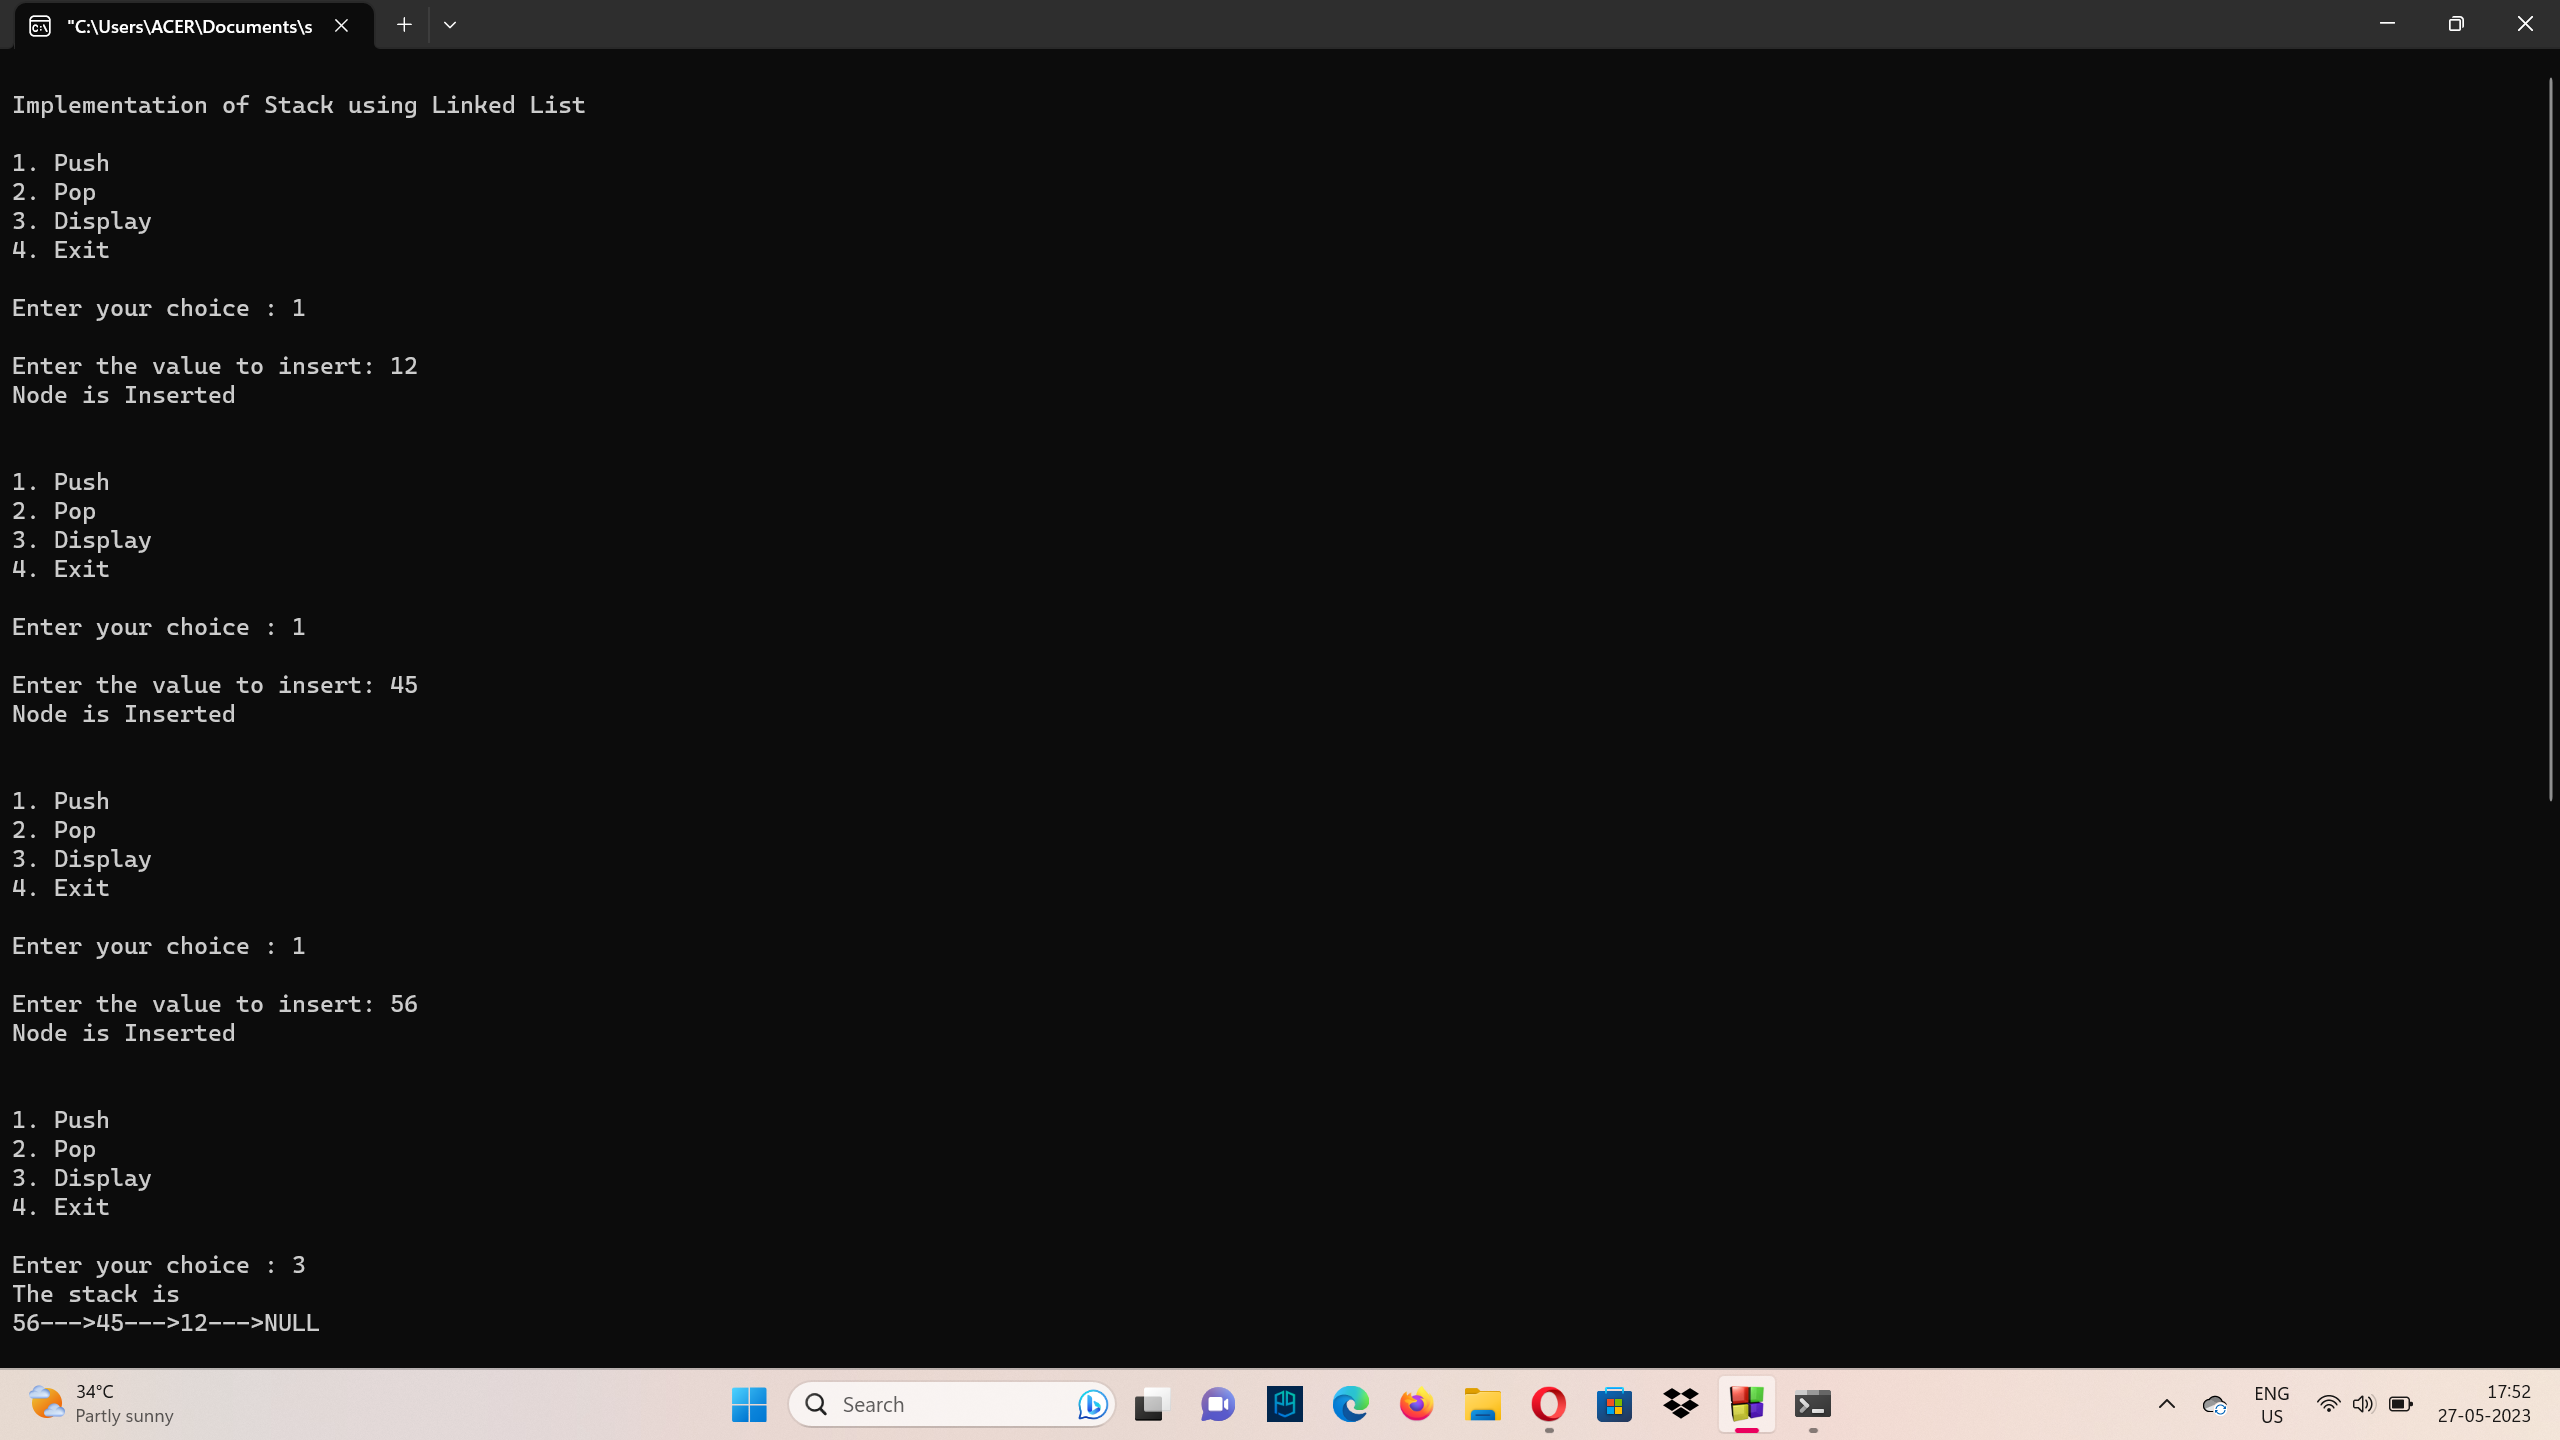 "C:\Users\ACER\Documents\s
Implementation of Stack using Linked List
1. Push
2. Pop
3. Display
4. Exit
Enter your choice : 1
Enter the value to insert: 12
Node is Inserted
1. Push
2. Pop
3. Display
4. Exit
Enter your choice : 1
Enter the value to insert: 45
Node is Inserted
1. Push
2. Pop
3. Display
4. Exit
Enter your choice : 1
Enter the value to insert: 56
Node is Inserted
1. Push
2. Pop
3. Display
4. Exit
Enter your choice : 3
The stack is
56--->45--->12--->NULL
34°C
Partly sunny
Search
ENG
US
17:52
27-05-2023